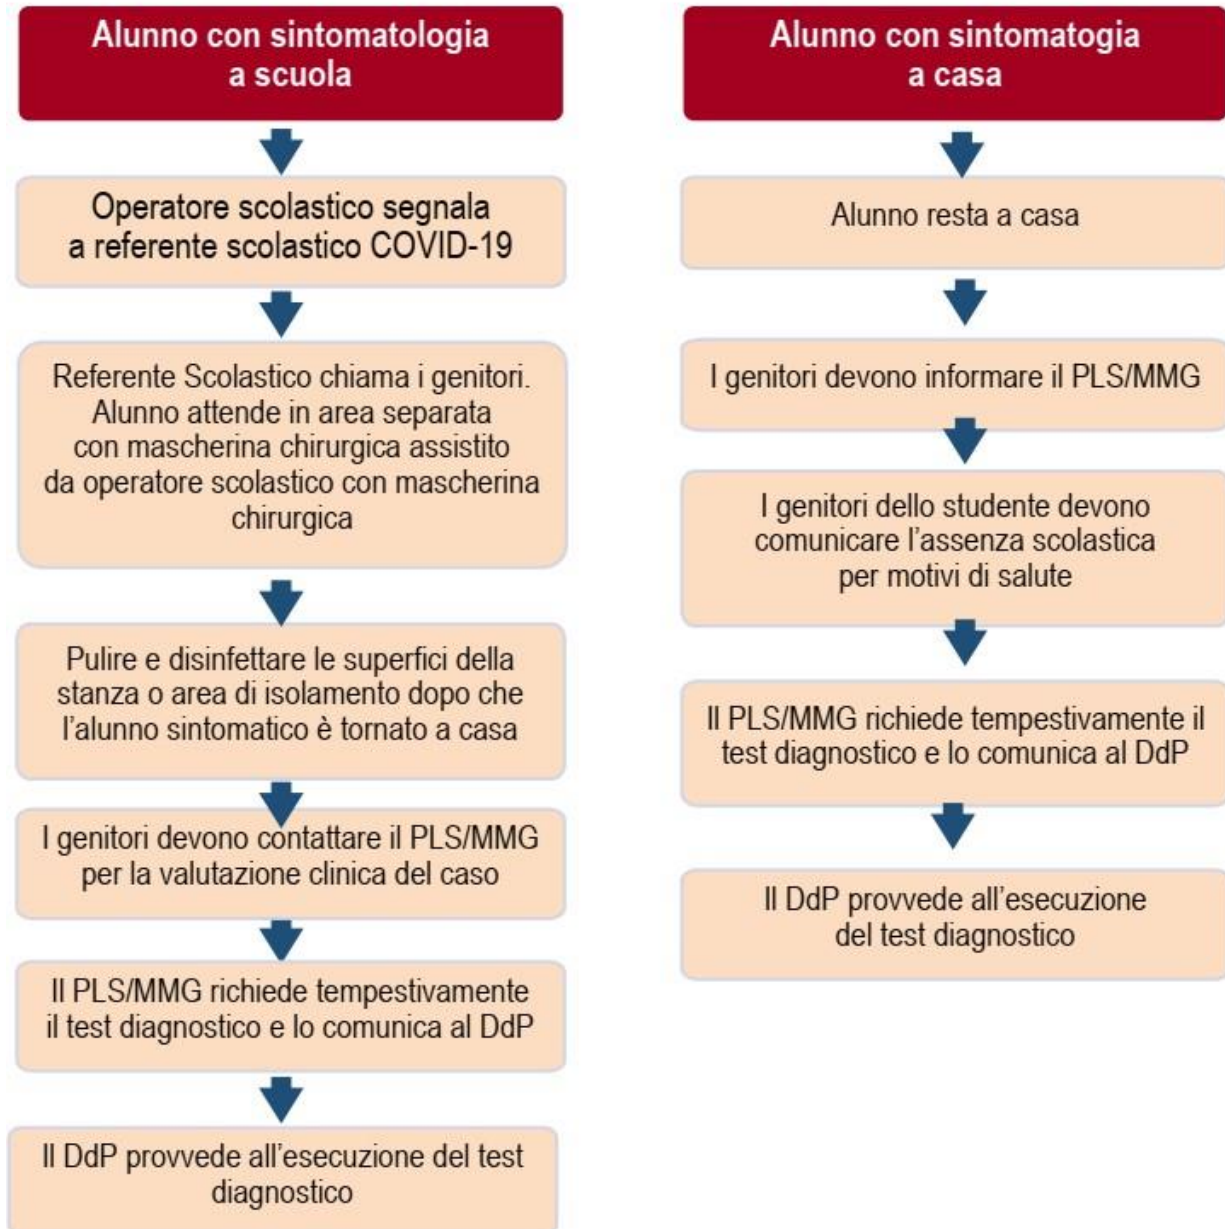 Alunno con sintomatologia
a scuola
Operatore scolastico segnala
a referente scolastico COVID-19
Referente Scolastico chiama i genitori.
Alunno attende in area separata
con mascherina chirurgica assistito
da operatore scolastico con mascherina
chirurgica
Pulire e disinfettare le superfici della
stanza o area di isolamento dopo che
l’alunno sintomatico è tornato a casa
I genitori devono contattare il PLS/MMG
per la valutazione clinica del caso
Il PLS/MMG richiede tempestivamente
il test diagnostico e lo comunica al DdP
Il DdP provvede all’esecuzione del test
diagnostico
Alunno con sintomatogia
a casa
Alunno resta a casa
I genitori devono informare il PLS/MMG
I genitori dello studente devono
comunicare l’assenza scolastica
per motivi di salute
Il PLS/MMG richiede tempestivamente il
test diagnostico e lo comunica al DdP
Il DdP provvede all’esecuzione
del test diagnostico